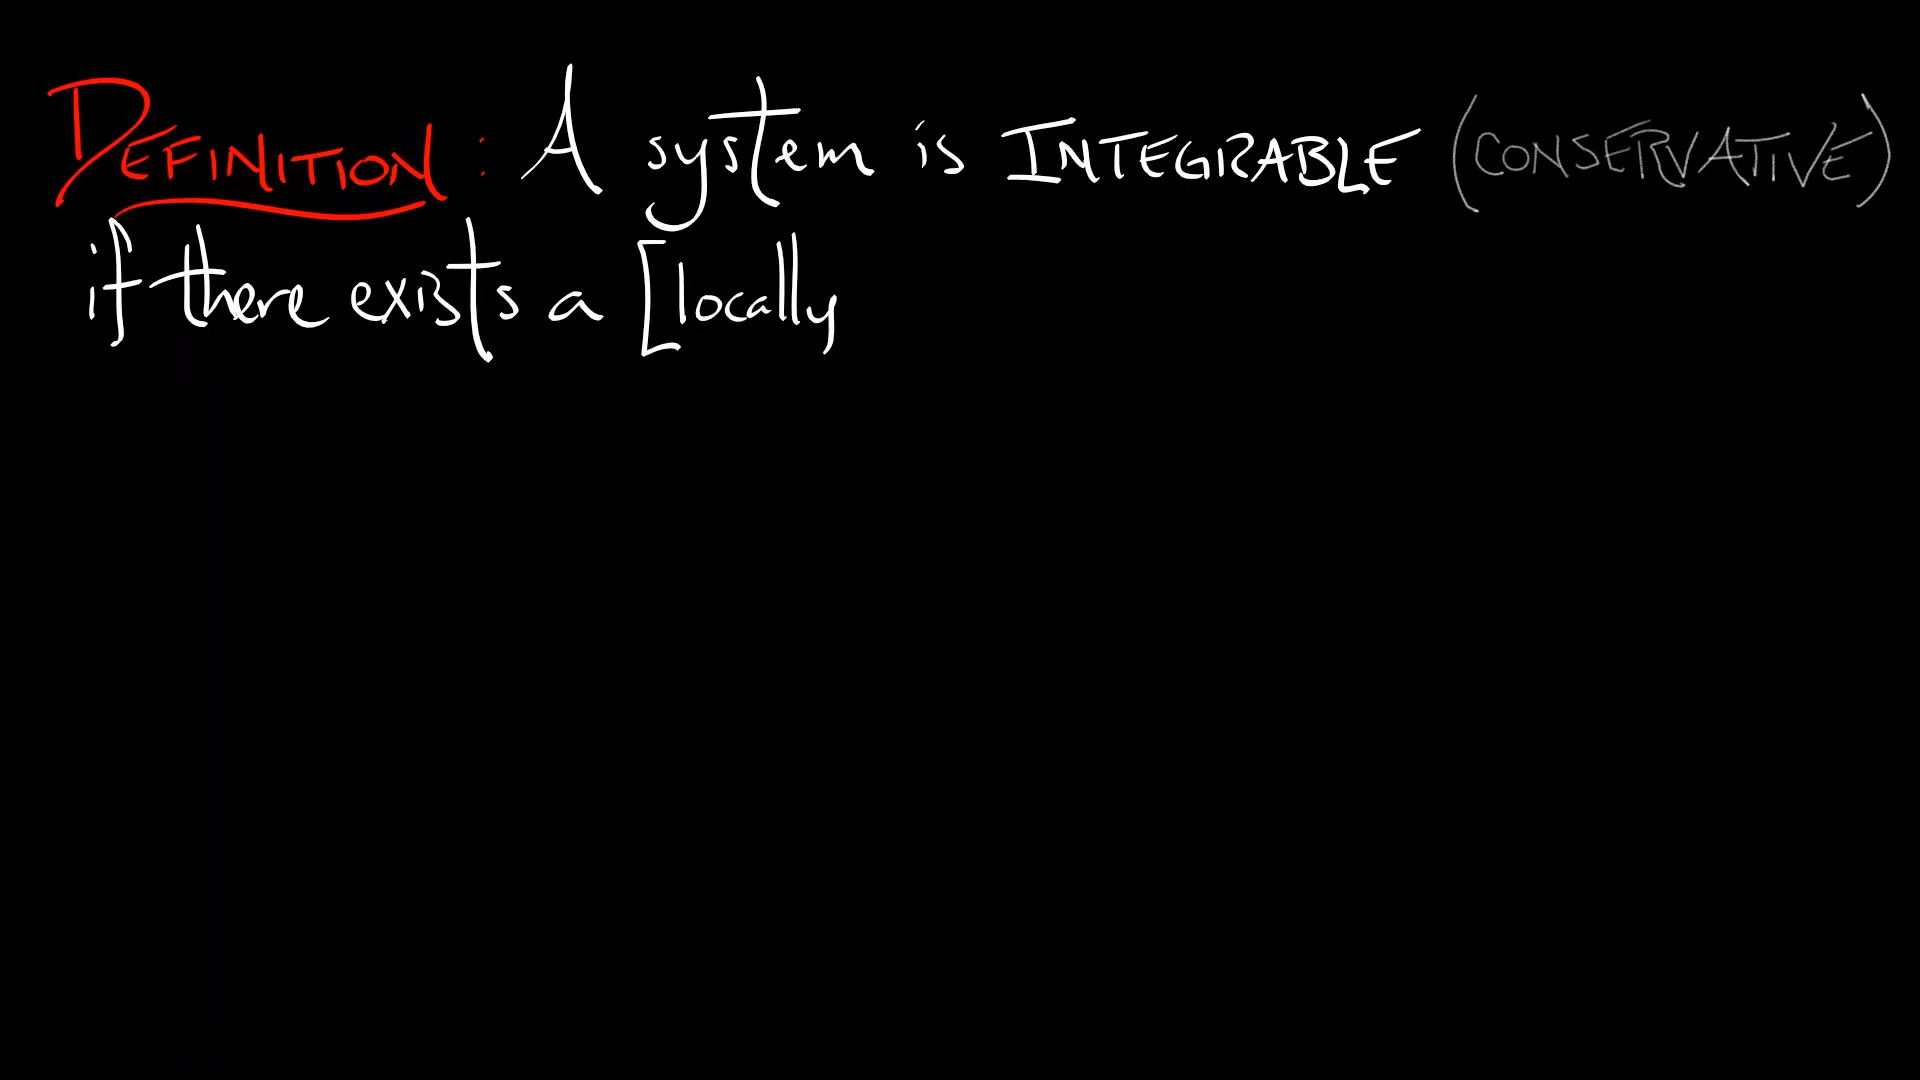 DEFINITION: A system is INTEGRABLE (CONSERVATIVE)
if there exists a [locally